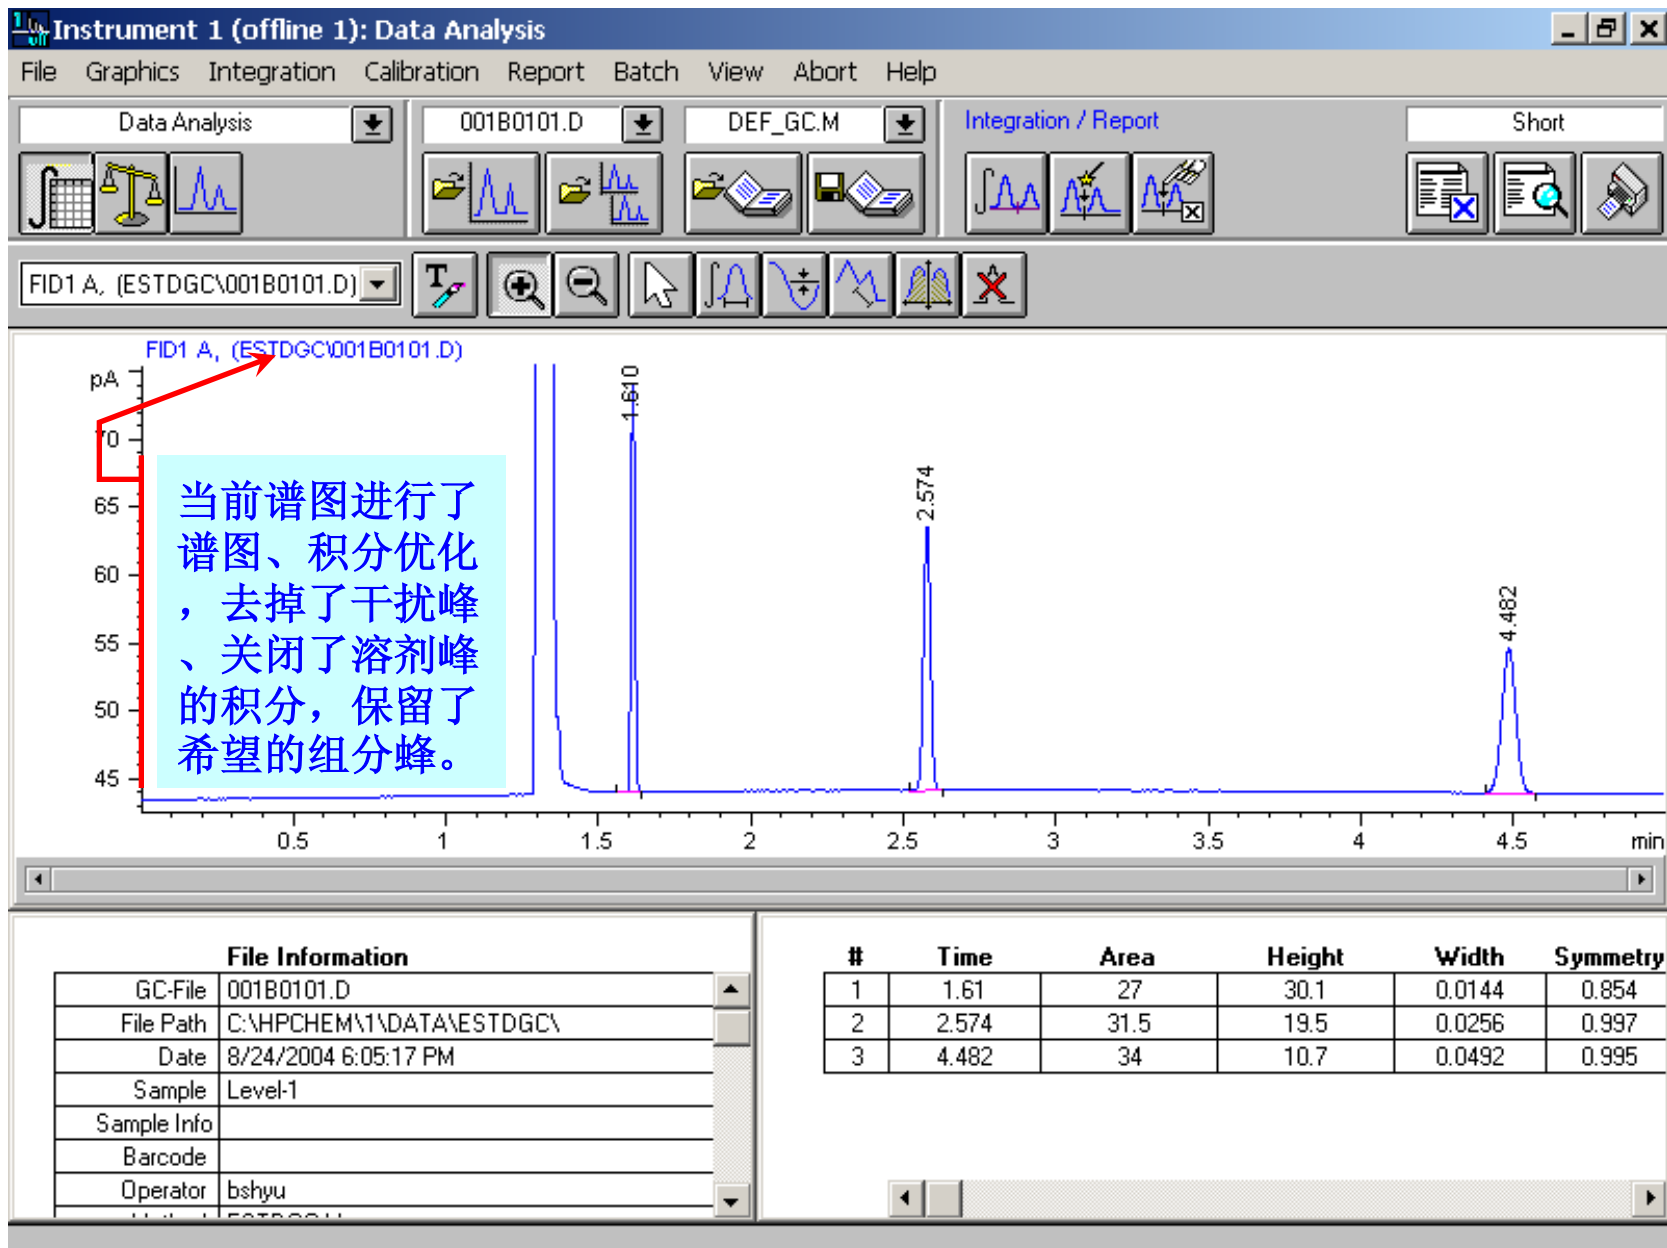 Instrument 1 (offline 1): Data Analysis
File Graphics Integration Calibration Report Batch View Abort Help
Data Analysis 001B0101.D DEF_GC.M Integration / Report Short
FID1 A, (ESTDGC\001B0101.D)
FID1 A, (ESTDGC\001B0101.D)
pA
70
65
60
55
50
45
1.610
2.574
4.482
当前谱图进行了
谱图、积分优化
，去掉了干扰峰
、关闭了溶剂峰
的积分，保留了
希望的组分蜂。
0.5 1 1.5 2 2.5 3 3.5 4 4.5 min
File Information
GC-File 001B0101.D
File Path C:\HPCHEM\1\DATA\ESTDGC\
Date 8/24/2004 6:05:17 PM
Sample Level-1
Sample Info
Barcode
Operator bshyu
# Time Area Height Width Symmetry
1 1.61 27 30.1 0.0144 0.854
2 2.574 31.5 19.5 0.0256 0.997
3 4.482 34 10.7 0.0492 0.995